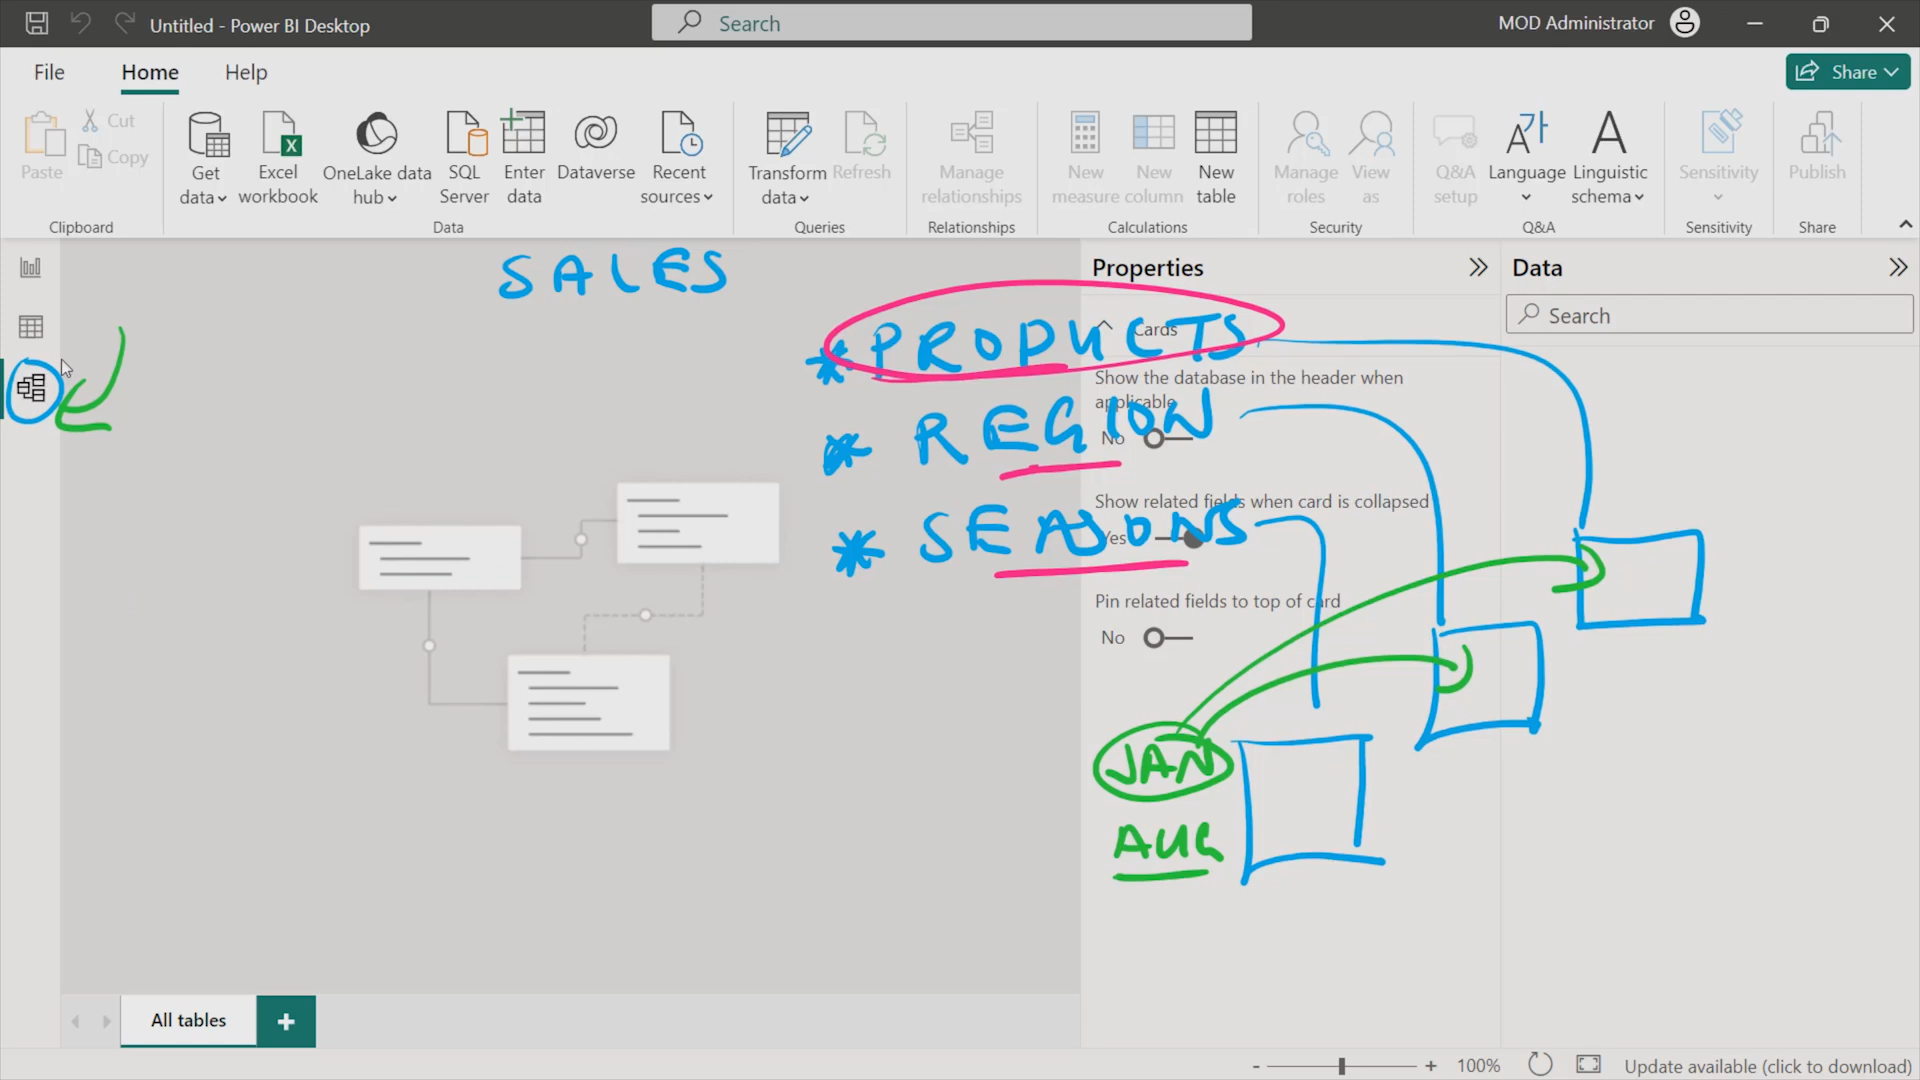 Untitled - Power BI Desktop
Search
MOD Administrator
File
Home
Help
Share
Paste
Cut
Copy
Clipboard
Get data
Excel workbook
OneLake data hub
SQL Server
Enter data
Dataverse
Recent sources
Data
Transform data
Refresh
Queries
Manage relationships
Relationships
New measure
New column
New table
Calculations
Manage roles
View as
Security
Q&A setup
Language
Linguistic schema
Q&A
Sensitivity
Sensitivity
Publish
Share
SALES
Properties
Data
Search
* PRODUCTS
Cards
Show the database in the header when
applicable
* REGION
No
Show related fields when card is collapsed
* SEASONS
Yes
Pin related fields to top of card
No
JAN
AUG
All tables
+
- + 100%
Update available (click to download)